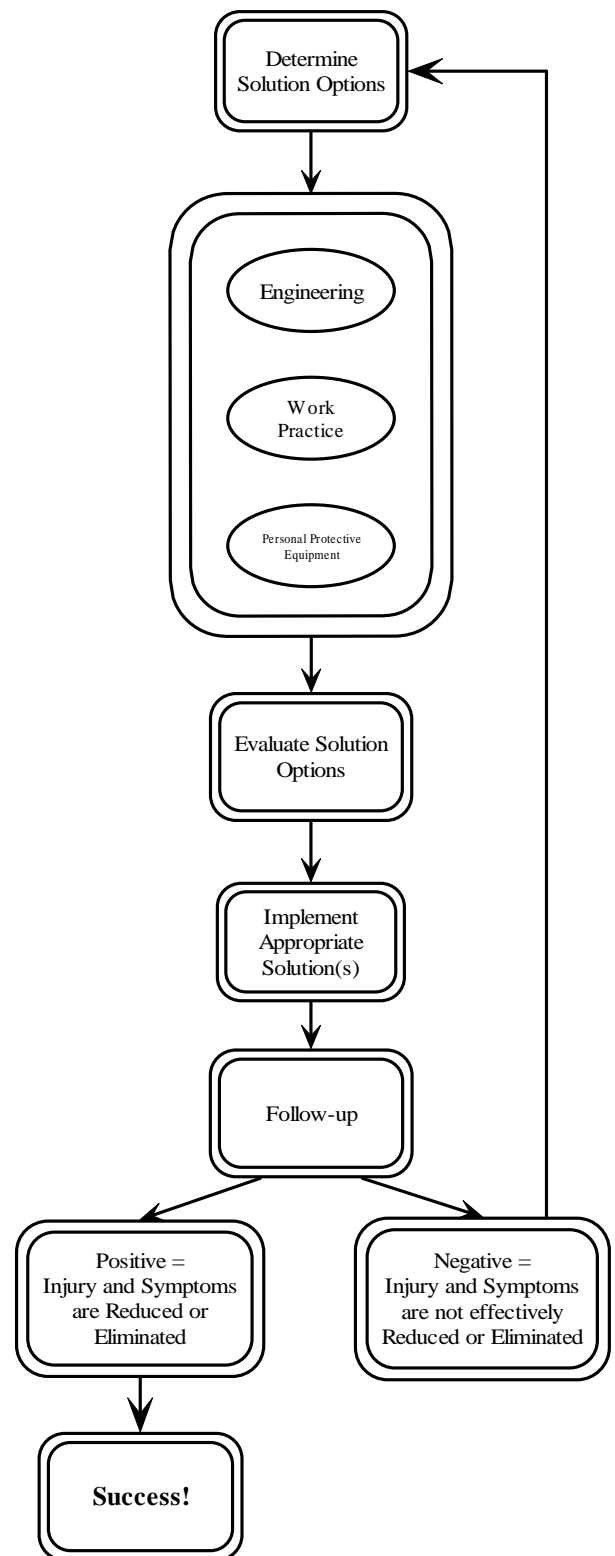 Determine
Solution Options
Engineering
Work
Practice
Personal Protective
Equipment
Evaluate Solution
Options
Implement
Appropriate
Solution(s)
Follow-up
Positive =
Injury and Symptoms
are Reduced or
Eliminated
Negative =
Injury and Symptoms
are not effectively
Reduced or Eliminated
Success!